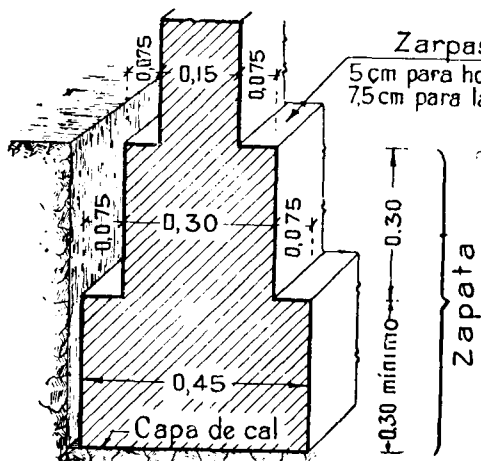 Zarpas
5 cm para ho
7,5 cm para la
0,075
0,15
0,075
0,075
0,30
0,075
0.30
0.30 mínimo
Zapata
0,45
Capa de cal